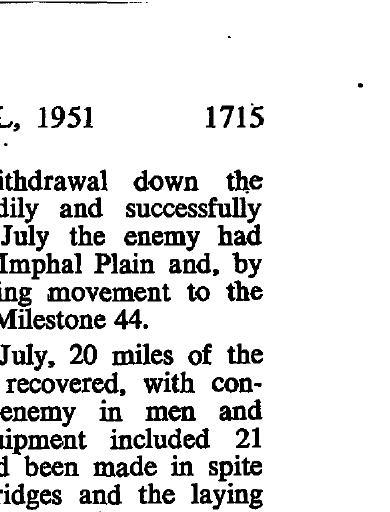 L, 1951 1715
ithdrawal down the
dily and successfully
July the enemy had
Imphal Plain and, by
ing movement to the
Milestone 44.
July, 20 miles of the
recovered, with con-
enemy in men and
uipment included 21
d been made in spite
ridges and the laying